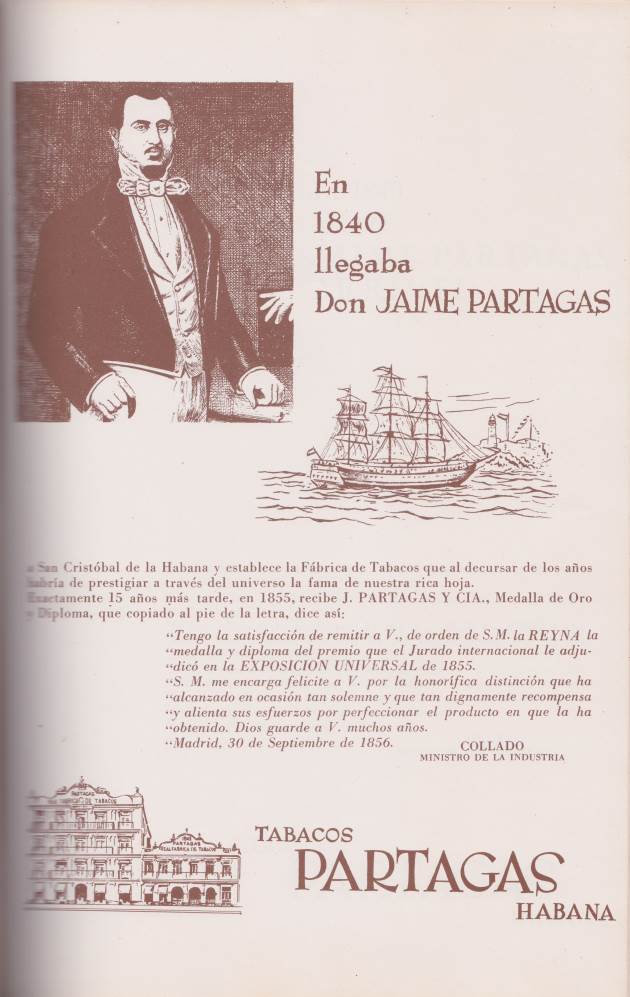 En
1840
llegaba
Don JAIME PARTAGAS
a San Cristóbal de la Habana y establece la Fábrica de Tabacos que al decursar de los años
habría de prestigiar a través del universo la fama de nuestra rica hoja.
Exactamente 15 años más tarde, en 1855, recibe J. PARTAGAS Y CIA., Medalla de Oro
y Diploma, que copiado al pie de la letra, dice así:
“Tengo la satisfacción de remitir a V., de orden de S.M. la REYNA la
“medalla y diploma del premio que el Jurado internacional le adju-
“dicó en la EXPOSICION UNIVERSAL de 1855.
“S. M. me encarga felicite a V. por la honorífica distinción que ha
“alcanzado en ocasión tan solemne y que tan dignamente recompensa
“y alienta sus esfuerzos por perfeccionar el producto en que la ha
“obtenido. Dios guarde a V. muchos años.
“Madrid, 30 de Septiembre de 1856.
COLLADO
MINISTRO DE LA INDUSTRIA
PARTAGAS
DE TABACOS
PARTAGAS
REAL FABRICA DE TABACOS
TABACOS
PARTAGAS
HABANA